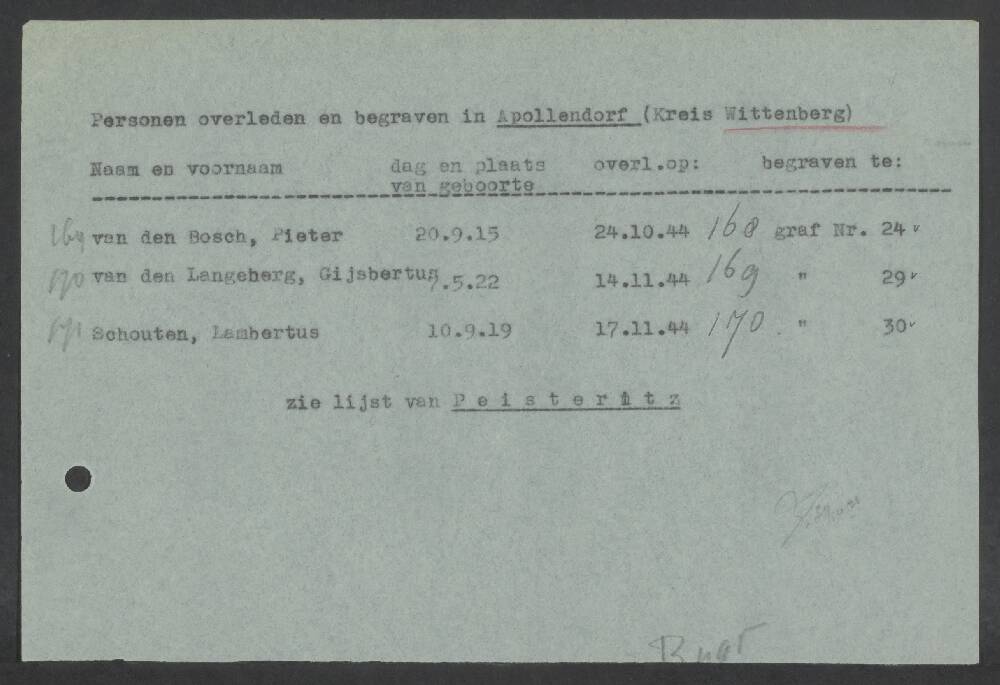 Personen overleden en begraven in Apollendorf (Kreis Wittenberg)
Naam en voornaam dag en plaats overl.op: begraven te:
van geboorte
169 van den Bosch, Pieter 20.9.15 24.10.44 168 graf Nr. 24
170 van den Langeberg, Gijsbertus 7.5.22 14.11.44 169 " 29
171 Schouten, Lambertus 10.9.19 17.11.44 170 " 30
zie lijst van Peisteritz